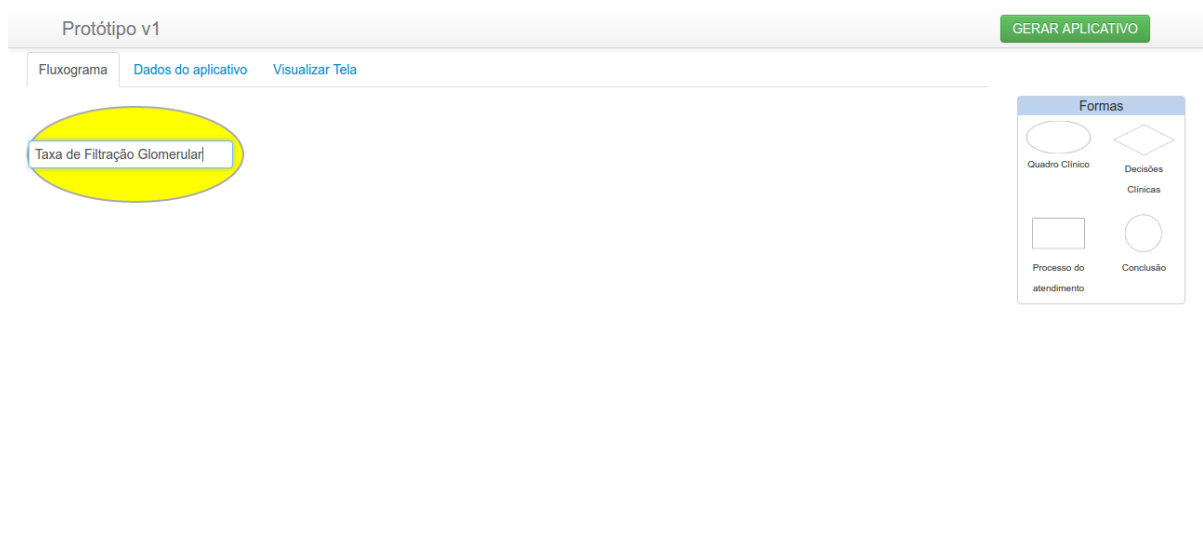 Protótipo v1
GERAR APLICATIVO
Fluxograma
Dados do aplicativo
Visualizar Tela
Taxa de Filtração Glomerular
Formas
Quadro Clínico
Decisões
Clínicas
Processo do
atendimento
Conclusão